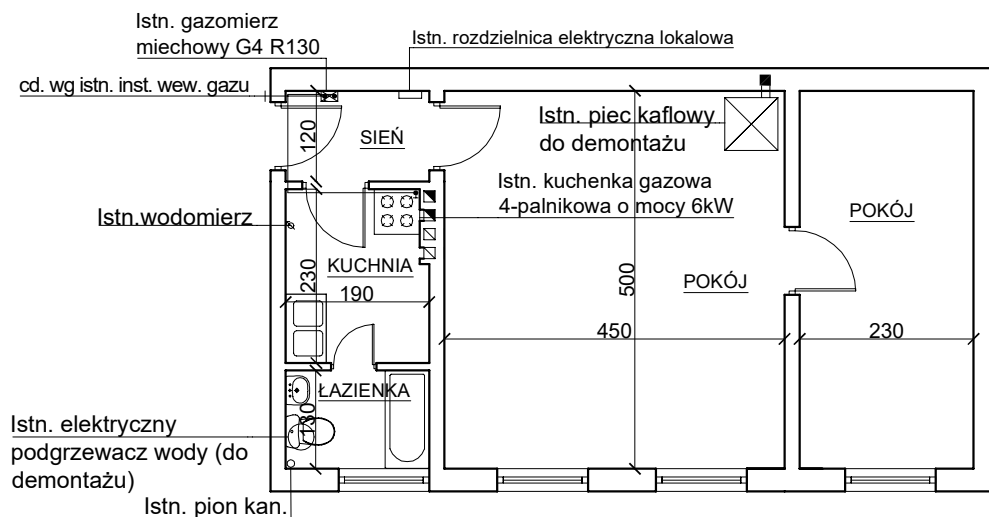 Istn. gazomierz
miechowy G4 R130
Istn. rozdzielnica elektryczna lokalowa
cd. wg istn. inst. wew. gazu
120
SIEŃ
Istn. piec kaflowy
do demontażu
Istn. kuchenka gazowa
4-palnikowa o mocy 6kW
Istn.wodomierz
POKÓJ
KUCHNIA
230
190
500
POKÓJ
450
230
ŁAZIENKA
130
Istn. elektryczny
podgrzewacz wody (do
demontażu)
Istn. pion kan.